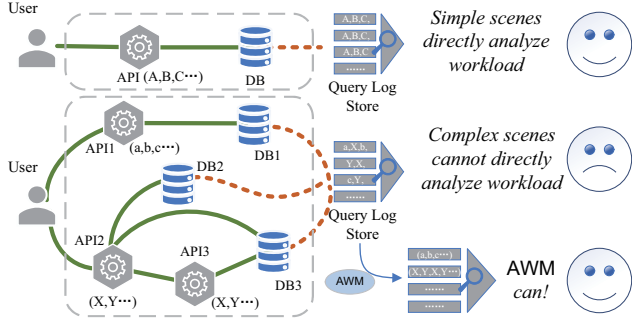 User
API (A,B,C···)
DB
A,B,C,
A,B,C,
A,B,C
······
Query Log
Store
Simple scenes
directly analyze
workload
User
API1
(a,b,c···)
DB1
DB2
API2
(X,Y···)
API3
(X,Y···)
DB3
a,X,b,
Y,X,
c,Y,
······
Query Log
Store
Complex scenes
cannot directly
analyze workload
AWM
(a,b,c···)
(X,Y,X,Y···
······
······
AWM
can!